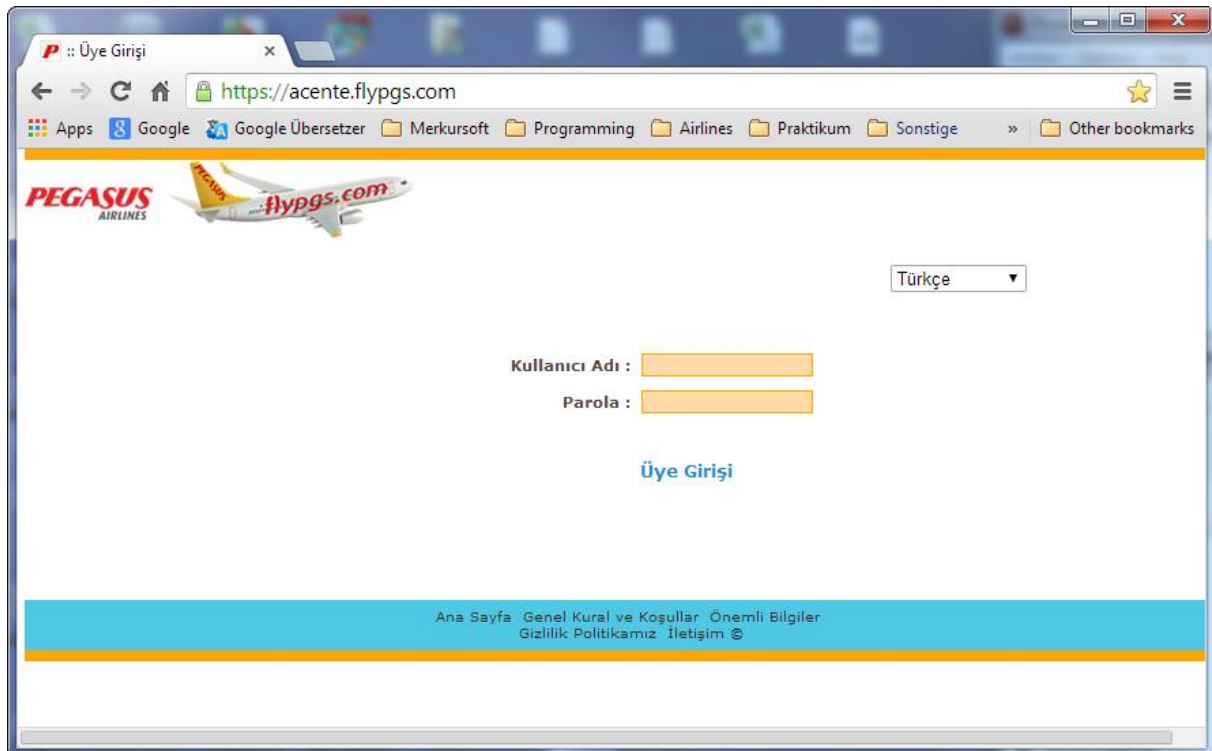 P :: Üye Girişi
https://acente.flypgs.com
Apps Google Google Übersetzer Merkursoft Programming Airlines Praktikum Sonstige » Other bookmarks
PEGASUS
AIRLINES
PEGASUS
flypgs.com
Türkçe
Kullanıcı Adı :
Parola :
Üye Girişi
Ana Sayfa Genel Kural ve Koşullar Önemli Bilgiler
Gizlilik Politikamız İletişim ©